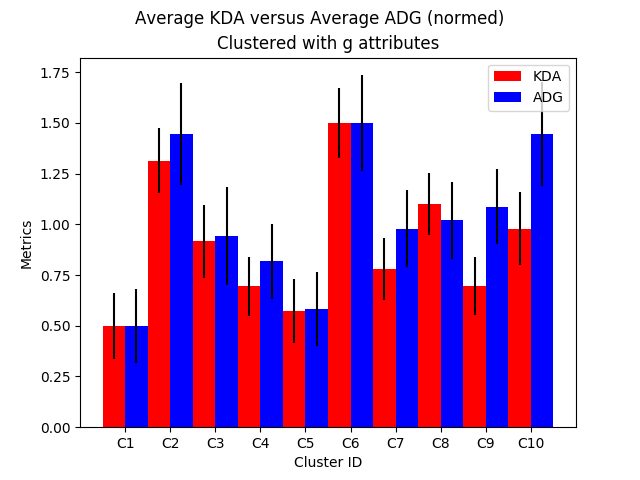 Average KDA versus Average ADG (normed)
Clustered with g attributes
KDA
ADG
Metrics
1.75
1.50
1.25
1.00
0.75
0.50
0.25
0.00
C1 C2 C3 C4 C5 C6 C7 C8 C9 C10
Cluster ID